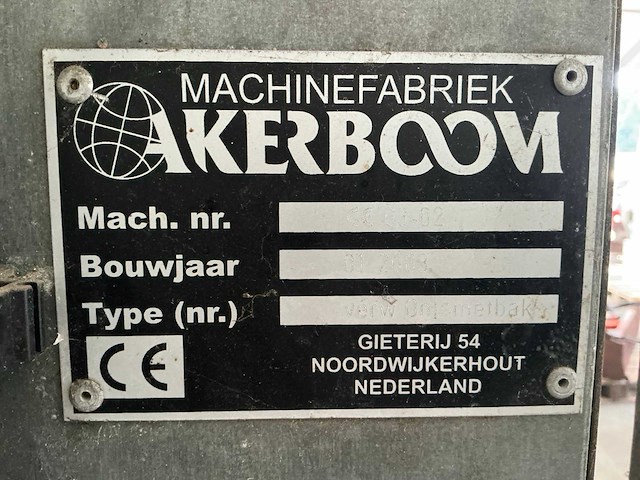 MACHINEFABRIEK
AKERBOOM
Mach. nr.
Bouwjaar
Type (nr.)
CE
GIETERIJ 54
NOORDWIJKERHOUT
NEDERLAND